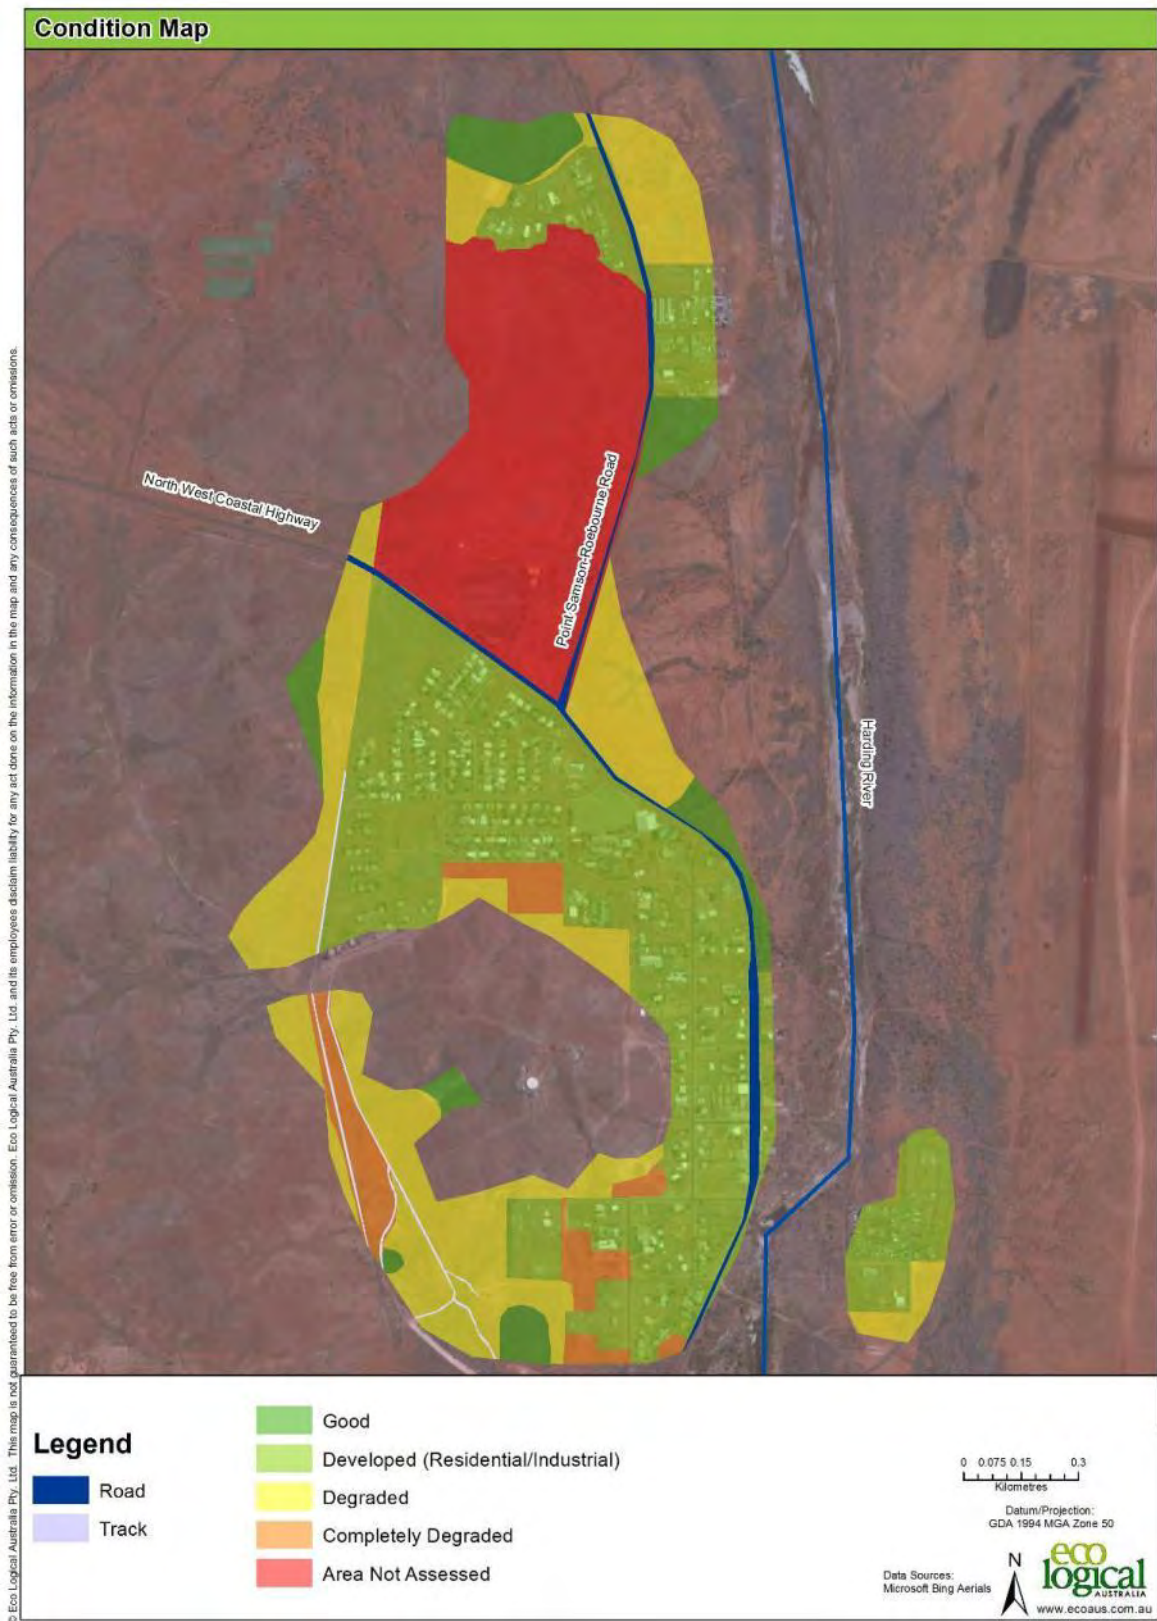 Condition Map
North West Coastal Highway
Point Samson-Roebourne Road
Harding River
© Eco Logical Australia Pty. Ltd. This map is not guaranteed to be free from error or omission. Eco Logical Australia Pty. Ltd. and its employees disclaim liability for any act done on the information in the map and any consequences of such acts or omissions.
Legend
Road
Track
Good
Developed (Residential/Industrial)
Degraded
Completely Degraded
Area Not Assessed
0 0.075 0.15 0.3
Kilometres
Datum/Projection:
GDA 1994 MGA Zone 50
Data Sources:
Microsoft Bing Aerials
N
eco
logical
AUSTRALIA
www.ecoaus.com.au